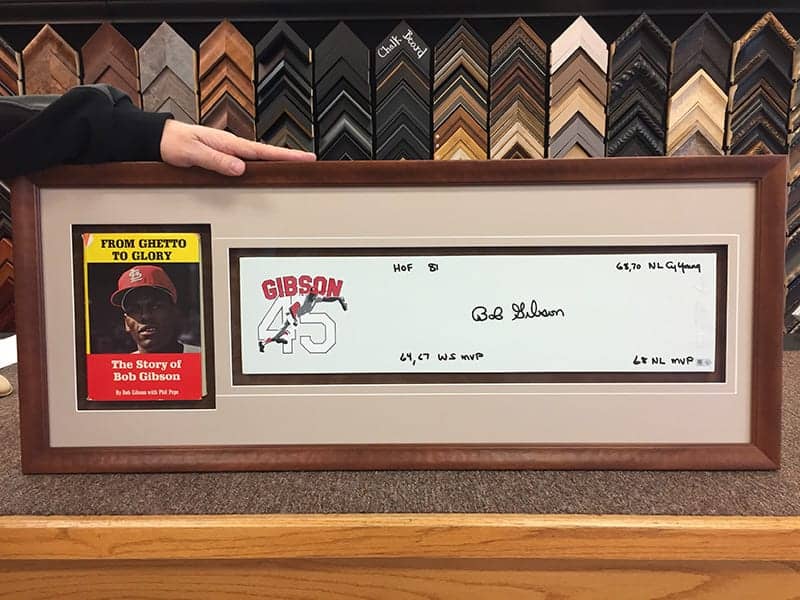 Chalk Board
FROM GHETTO
TO GLORY
The Story of
Bob Gibson
By Bob Gibson with Phil Pepe
GIBSON
45
HOF 81
68,70 NL Cy Young
Bob Gibson
64,67 WS MVP
68 NL MVP